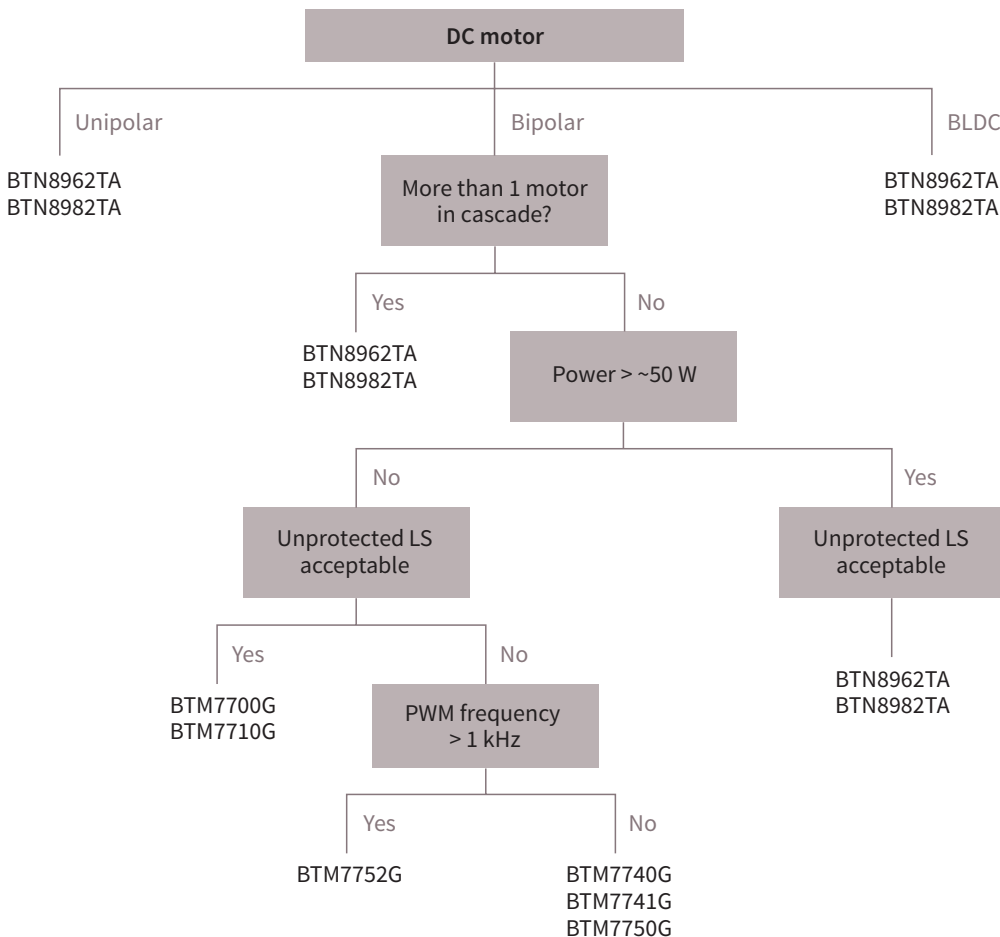 DC motor
Unipolar
Bipolar
BLDC
BTN8962TA
BTN8982TA
More than 1 motor
in cascade?
BTN8962TA
BTN8982TA
Yes
No
BTN8962TA
BTN8982TA
Power > ~50 W
No
Yes
Unprotected LS
acceptable
Unprotected LS
acceptable
Yes
No
BTM7700G
BTM7710G
PWM frequency
> 1 kHz
BTN8962TA
BTN8982TA
Yes
No
BTM7752G
BTM7740G
BTM7741G
BTM7750G